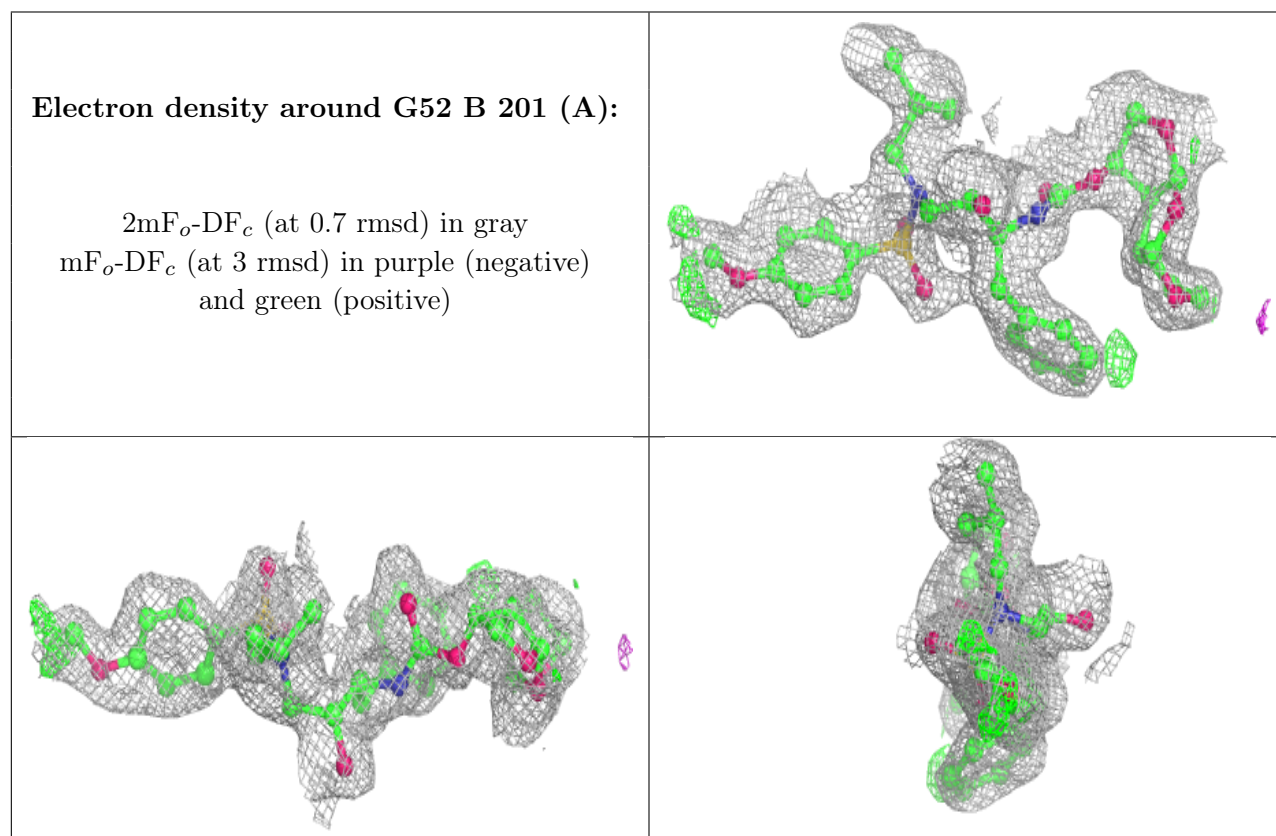 Electron density around G52 B 201 (A):
2mFo-DFc (at 0.7 rmsd) in gray
mFo-DFc (at 3 rmsd) in purple (negative)
and green (positive)